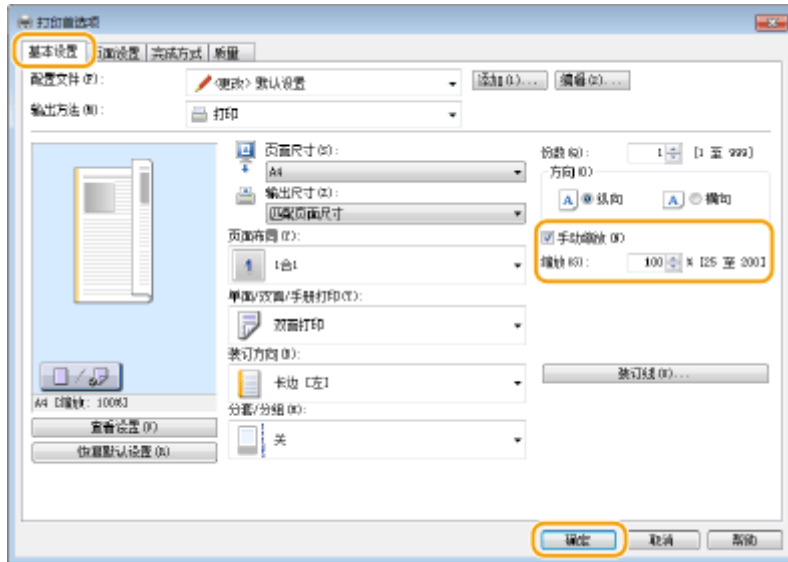 打印首选项
基本设置 页面设置 完成方式 质量
配置文件(F): <更改> 默认设置 添加(1)... 编辑(2)...
输出方法(M): 打印
页面尺寸(S):
A4
输出尺寸(Z):
匹配页面尺寸
页面布局(Y):
1合1
单面/双面/手册打印(T):
双面打印
装订方向(B):
长边 [左]
分套/分组(K):
关
份数(Q): 1 [1 至 999]
方向(O)
A 纵向 A 横向
手动缩放(W)
缩放(G): 100 % [25 至 200]
装订线(U)...
A4 [缩放: 100%]
查看设置(V)
恢复默认设置(R)
确定 取消 帮助